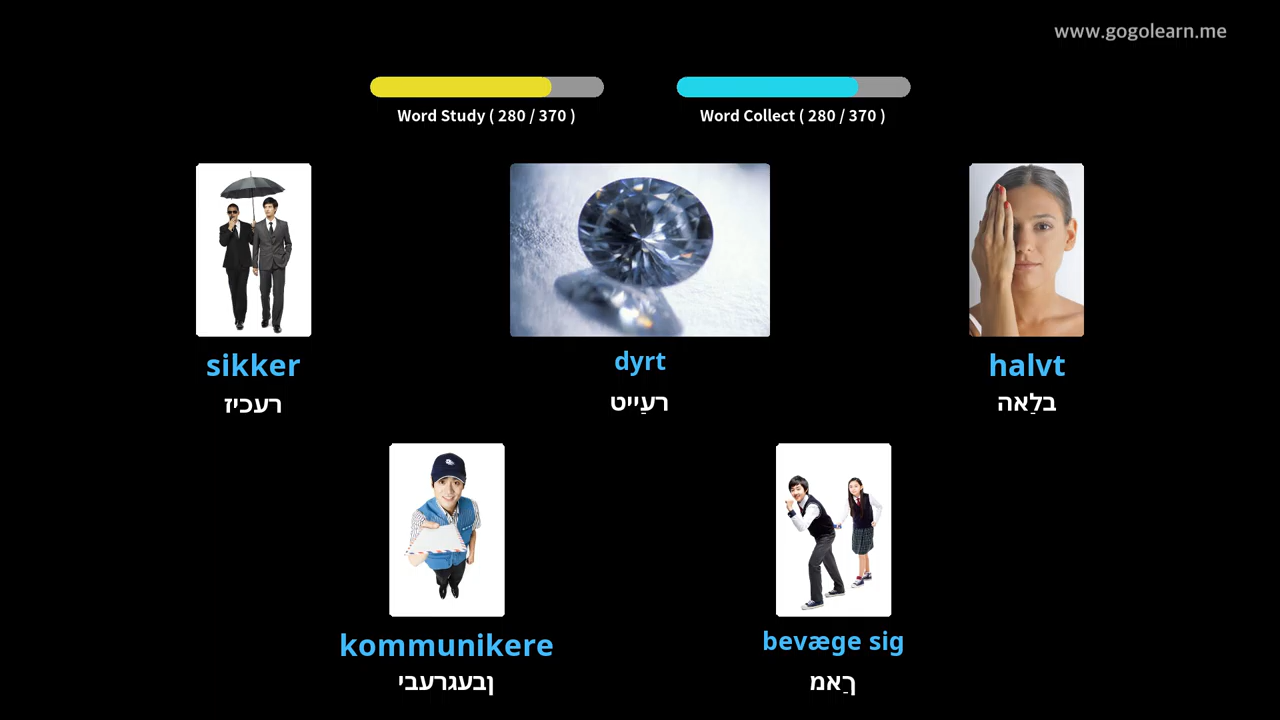 www.gogolearn.me
Word Study ( 280 / 370 )
Word Collect ( 280 / 370 )
sikker
רעכיז
dyrt
רעַייט
halvt
בלַאה
kommunikere
ןבעגרעבי
bevæge sig
ךַאמ